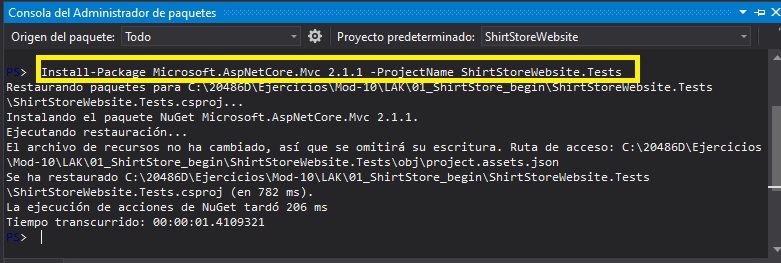 Consola del Administrador de paquetes
Origen del paquete: Todo Proyecto predeterminado: ShirtStoreWebsite
PS> Install-Package Microsoft.AspNetCore.Mvc 2.1.1 -ProjectName ShirtStoreWebsite.Tests
Restaurando paquetes para C:\20486D\Ejercicios\Mod-10\LAK\01_ShirtStore_begin\ShirtStoreWebsite.Tests
\ShirtStoreWebsite.Tests.csproj...
Instalando el paquete NuGet Microsoft.AspNetCore.Mvc 2.1.1.
Ejecutando restauración...
El archivo de recursos no ha cambiado, así que se omitirá su escritura. Ruta de acceso: C:\20486D\Ejercicios
\Mod-10\LAK\01_ShirtStore_begin\ShirtStoreWebsite.Tests\obj\project.assets.json
Se ha restaurado C:\20486D\Ejercicios\Mod-10\LAK\01_ShirtStore_begin\ShirtStoreWebsite.Tests
\ShirtStoreWebsite.Tests.csproj (en 782 ms).
La ejecución de acciones de NuGet tardó 206 ms
Tiempo transcurrido: 00:00:01.4109321
PS>